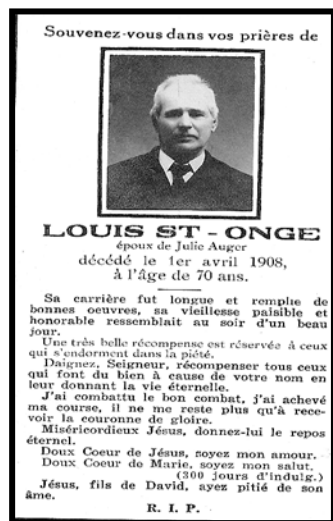 Souvenez-vous dans vos prières de
LOUIS ST - ONGE
époux de Julie Auger
décédé le 1er avril 1908,
à l'âge de 70 ans.
Sa carrière fut longue et remplie de
bonnes oeuvres, sa vieillesse paisible et
honorable ressemblait au soir d'un beau
jour.
Une très belle récompense est réservée à ceux
qui s'endorment dans la piété.
Daignez, Seigneur, récompenser tous ceux
qui font du bien à cause de votre nom en
leur donnant la vie éternelle.
J'ai combattu le bon combat, j'ai achevé
ma course, il ne me reste plus qu'à rece-
voir la couronne de gloire.
Miséricordieux Jésus, donnez-lui le repos
éternel.
Doux Coeur de Jésus, soyez mon amour.
Doux Coeur de Marie, soyez mon salut.
(300 jours d'indulg.)
Jésus, fils de David, ayez pitié de son
âme.
R. I. P.